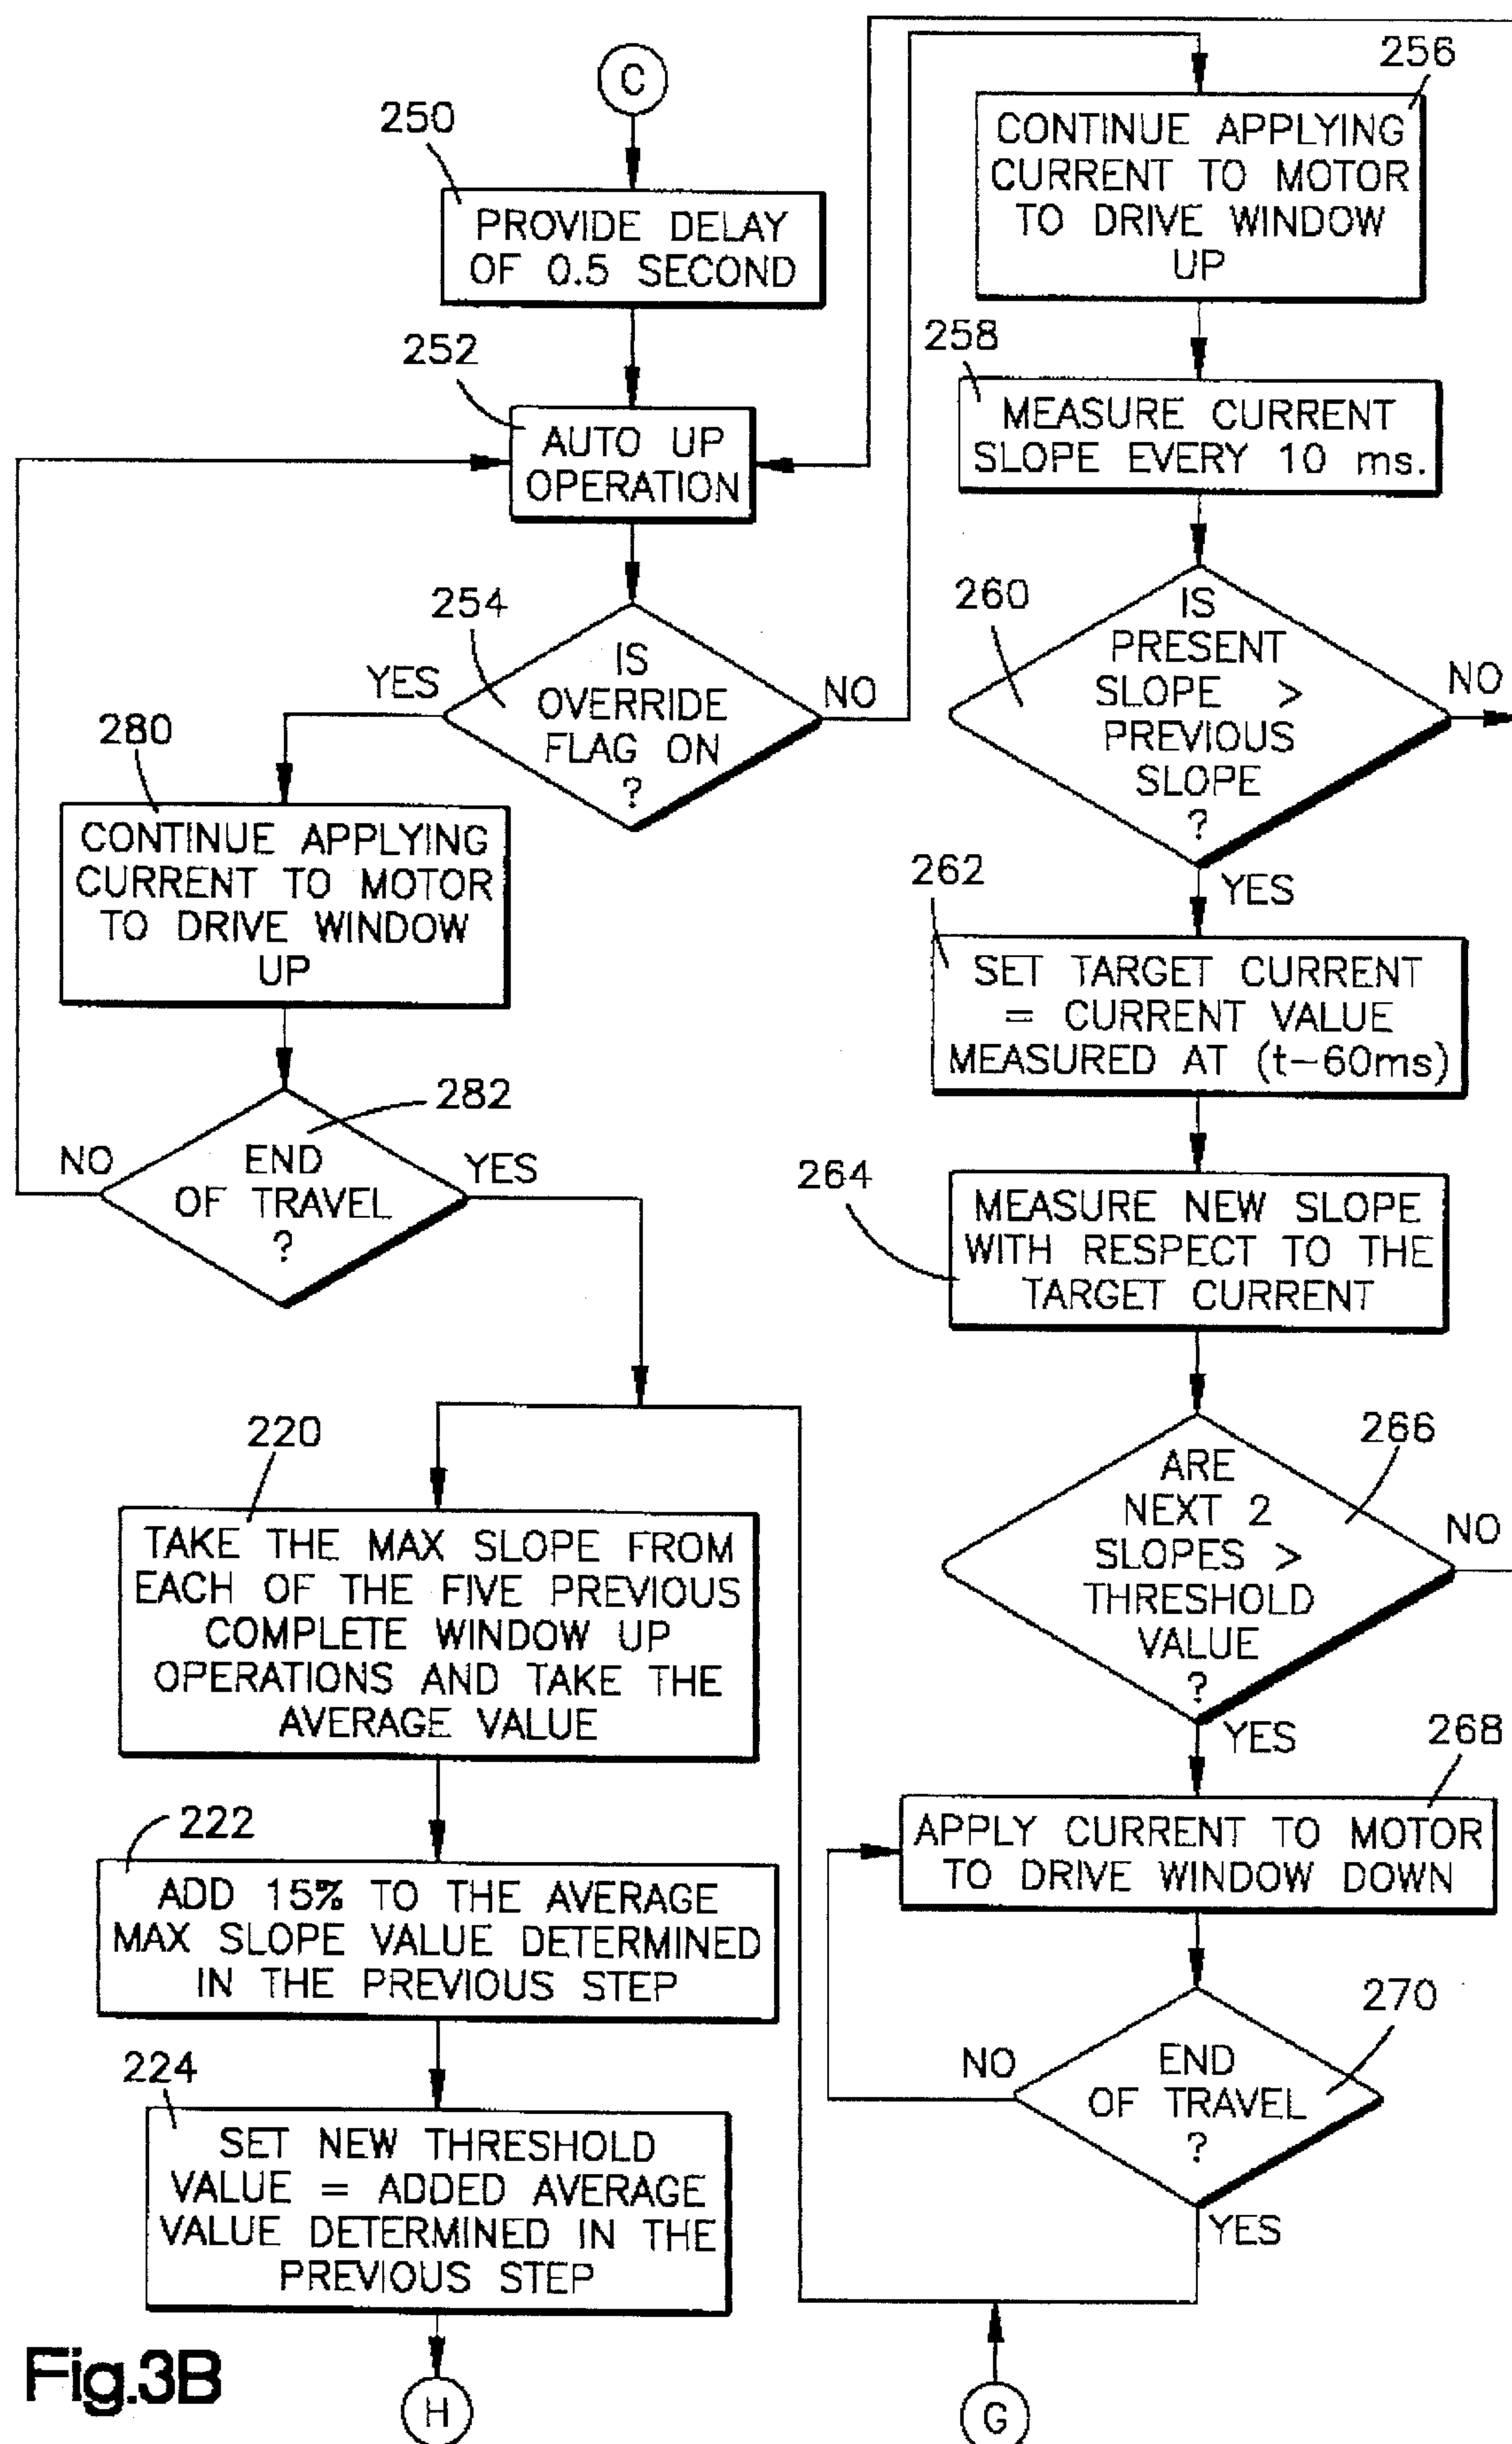 C
250
PROVIDE DELAY
OF 0.5 SECOND
252
AUTO UP
OPERATION
254
IS
OVERRIDE
FLAG ON
?
YES
NO
280
CONTINUE APPLYING
CURRENT TO MOTOR
TO DRIVE WINDOW
UP
282
END
OF TRAVEL
?
NO
YES
220
TAKE THE MAX SLOPE FROM
EACH OF THE FIVE PREVIOUS
COMPLETE WINDOW UP
OPERATIONS AND TAKE THE
AVERAGE VALUE
222
ADD 15% TO THE AVERAGE
MAX SLOPE VALUE DETERMINED
IN THE PREVIOUS STEP
224
SET NEW THRESHOLD
VALUE = ADDED AVERAGE
VALUE DETERMINED IN THE
PREVIOUS STEP
H
Fig.3B
256
CONTINUE APPLYING
CURRENT TO MOTOR
TO DRIVE WINDOW
UP
258
MEASURE CURRENT
SLOPE EVERY 10 ms.
260
IS
PRESENT
SLOPE >
PREVIOUS
SLOPE
?
NO
YES
262
SET TARGET CURRENT
= CURRENT VALUE
MEASURED AT (t-60ms)
264
MEASURE NEW SLOPE
WITH RESPECT TO THE
TARGET CURRENT
266
ARE
NEXT 2
SLOPES >
THRESHOLD
VALUE
?
NO
YES
268
APPLY CURRENT TO MOTOR
TO DRIVE WINDOW DOWN
270
END
OF TRAVEL
?
NO
YES
G